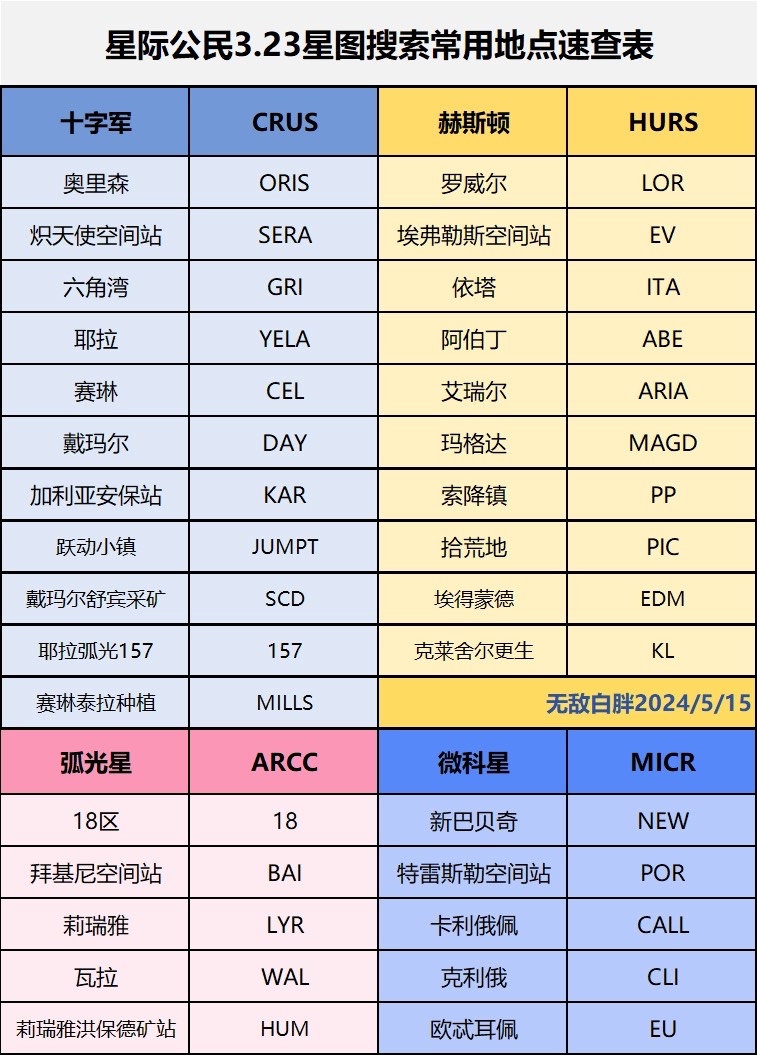 星际公民3.23星图搜索常用地点速查表
十字军 CRUS 赫斯顿 HURS
奥里森 ORIS 罗威尔 LOR
炽天使空间站 SERA 埃弗勒斯空间站 EV
六角湾 GRI 依塔 ITA
耶拉 YELA 阿伯丁 ABE
赛琳 CEL 艾瑞尔 ARIA
戴玛尔 DAY 玛格达 MAGD
加利亚安保站 KAR 索降镇 PP
跃动小镇 JUMPT 拾荒地 PIC
戴玛尔舒宾采矿 SCD 埃得蒙德 EDM
耶拉弧光157 157 克莱舍尔更生 KL
赛琳泰拉种植 MILLS 无敌白胖2024/5/15
弧光星 ARCC 微科星 MICR
18区 18 新巴贝奇 NEW
拜基尼空间站 BAI 特雷斯勒空间站 POR
莉瑞雅 LYR 卡利俄佩 CALL
瓦拉 WAL 克利俄 CLI
莉瑞雅洪保德矿站 HUM 欧忒耳佩 EU